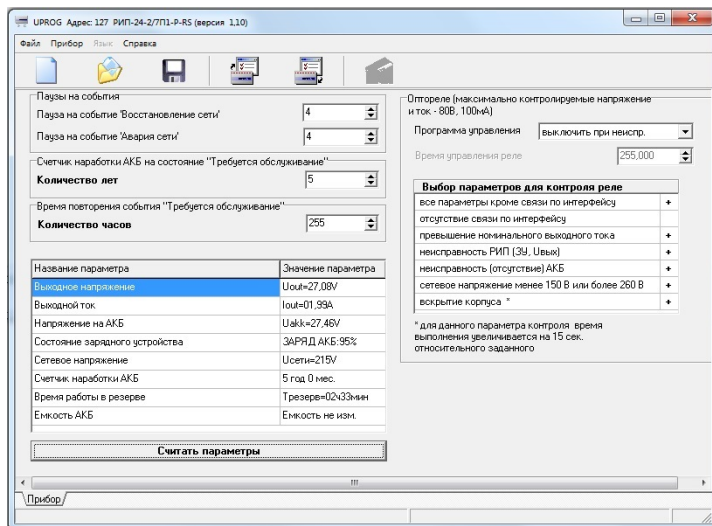 UPROG Адрес: 127 РИП-24-2/7П1-Р-RS (версия 1,10)
Файл Прибор Язык Справка
Паузы на события
Пауза на событие 'Восстановление сети' 4
Пауза на событие 'Авария сети' 4
Счетчик наработки АКБ на состояние "Требуется обслуживание"
Количество лет 5
Время повторения события "Требуется обслуживание"
Количество часов 255
Название параметра Значение параметра
Выходное напряжение Uout=27,08V
Выходной ток Iout=01,99A
Напряжение на АКБ Uakk=27,46V
Состояние зарядного устройства ЗАРЯД АКБ:95%
Сетевое напряжение Uсети=215V
Счетчик наработки АКБ 5 год 0 мес.
Время работы в резерве Tрезерв=02ч33мин
Емкость АКБ Емкость не изм.
Считать параметры
Оптореле (максимально контролируемые напряжение
и ток - 80В, 100мА)
Программа управления выключить при неиспр.
Время управления реле 255,000
Выбор параметров для контроля реле
все параметры кроме связи по интерфейсу +
отсутствие связи по интерфейсу
превышение номинального выходного тока +
неисправность РИП (ЗУ, Uвых) +
неисправность (отсутствие) АКБ +
сетевое напряжение менее 150 В или более 260 В +
вскрытие корпуса * +
* для данного параметра контроля время
выполнения увеличивается на 15 сек.
относительного заданного
Прибор